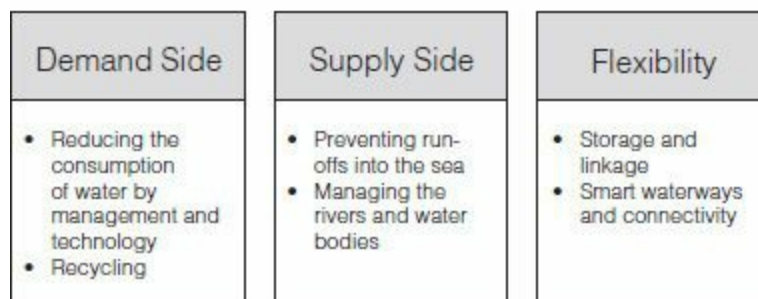 Demand Side
• Reducing the
consumption
of water by
management and
technology
• Recycling
Supply Side
• Preventing run-
offs into the sea
• Managing the
rivers and water
bodies
Flexibility
• Storage and
linkage
• Smart waterways
and connectivity